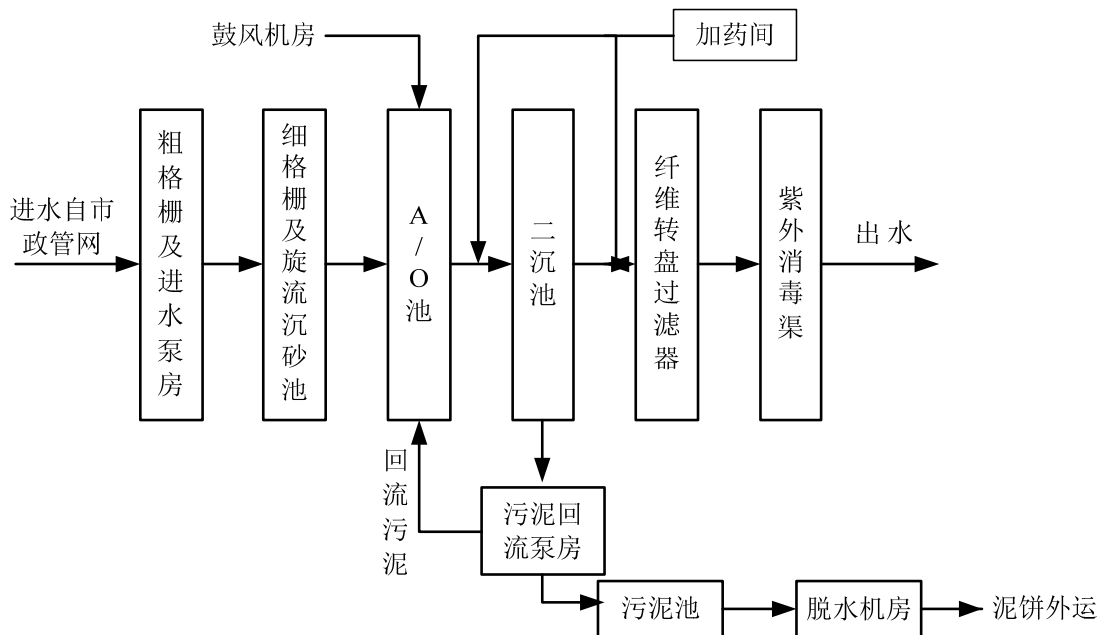 鼓风机房
加药间
进水自市
政管网
粗格栅及进水泵房
细格栅及旋流沉砂池
A/O池
二沉池
纤维转盘过滤器
紫外消毒渠
出水
回流污泥
污泥回
流泵房
污泥池
脱水机房
泥饼外运